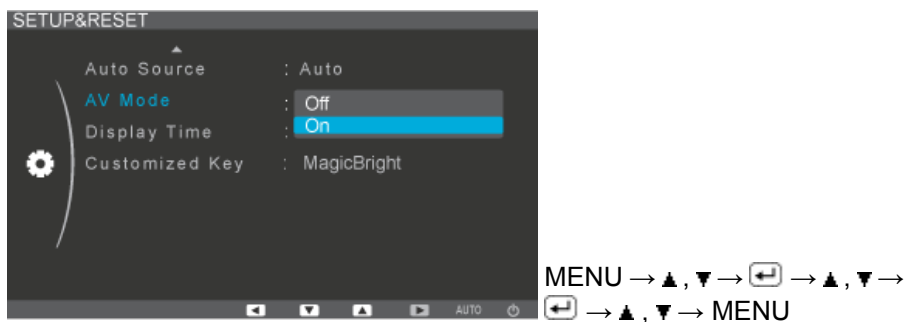 SETUP&RESET
Auto Source : Auto
AV Mode : Off
Display Time : On
Customized Key : MagicBright
AUTO
MENU → ▲ , ▼ → ⏎ → ▲ , ▼ →
⏎ → ▲ , ▼ → MENU